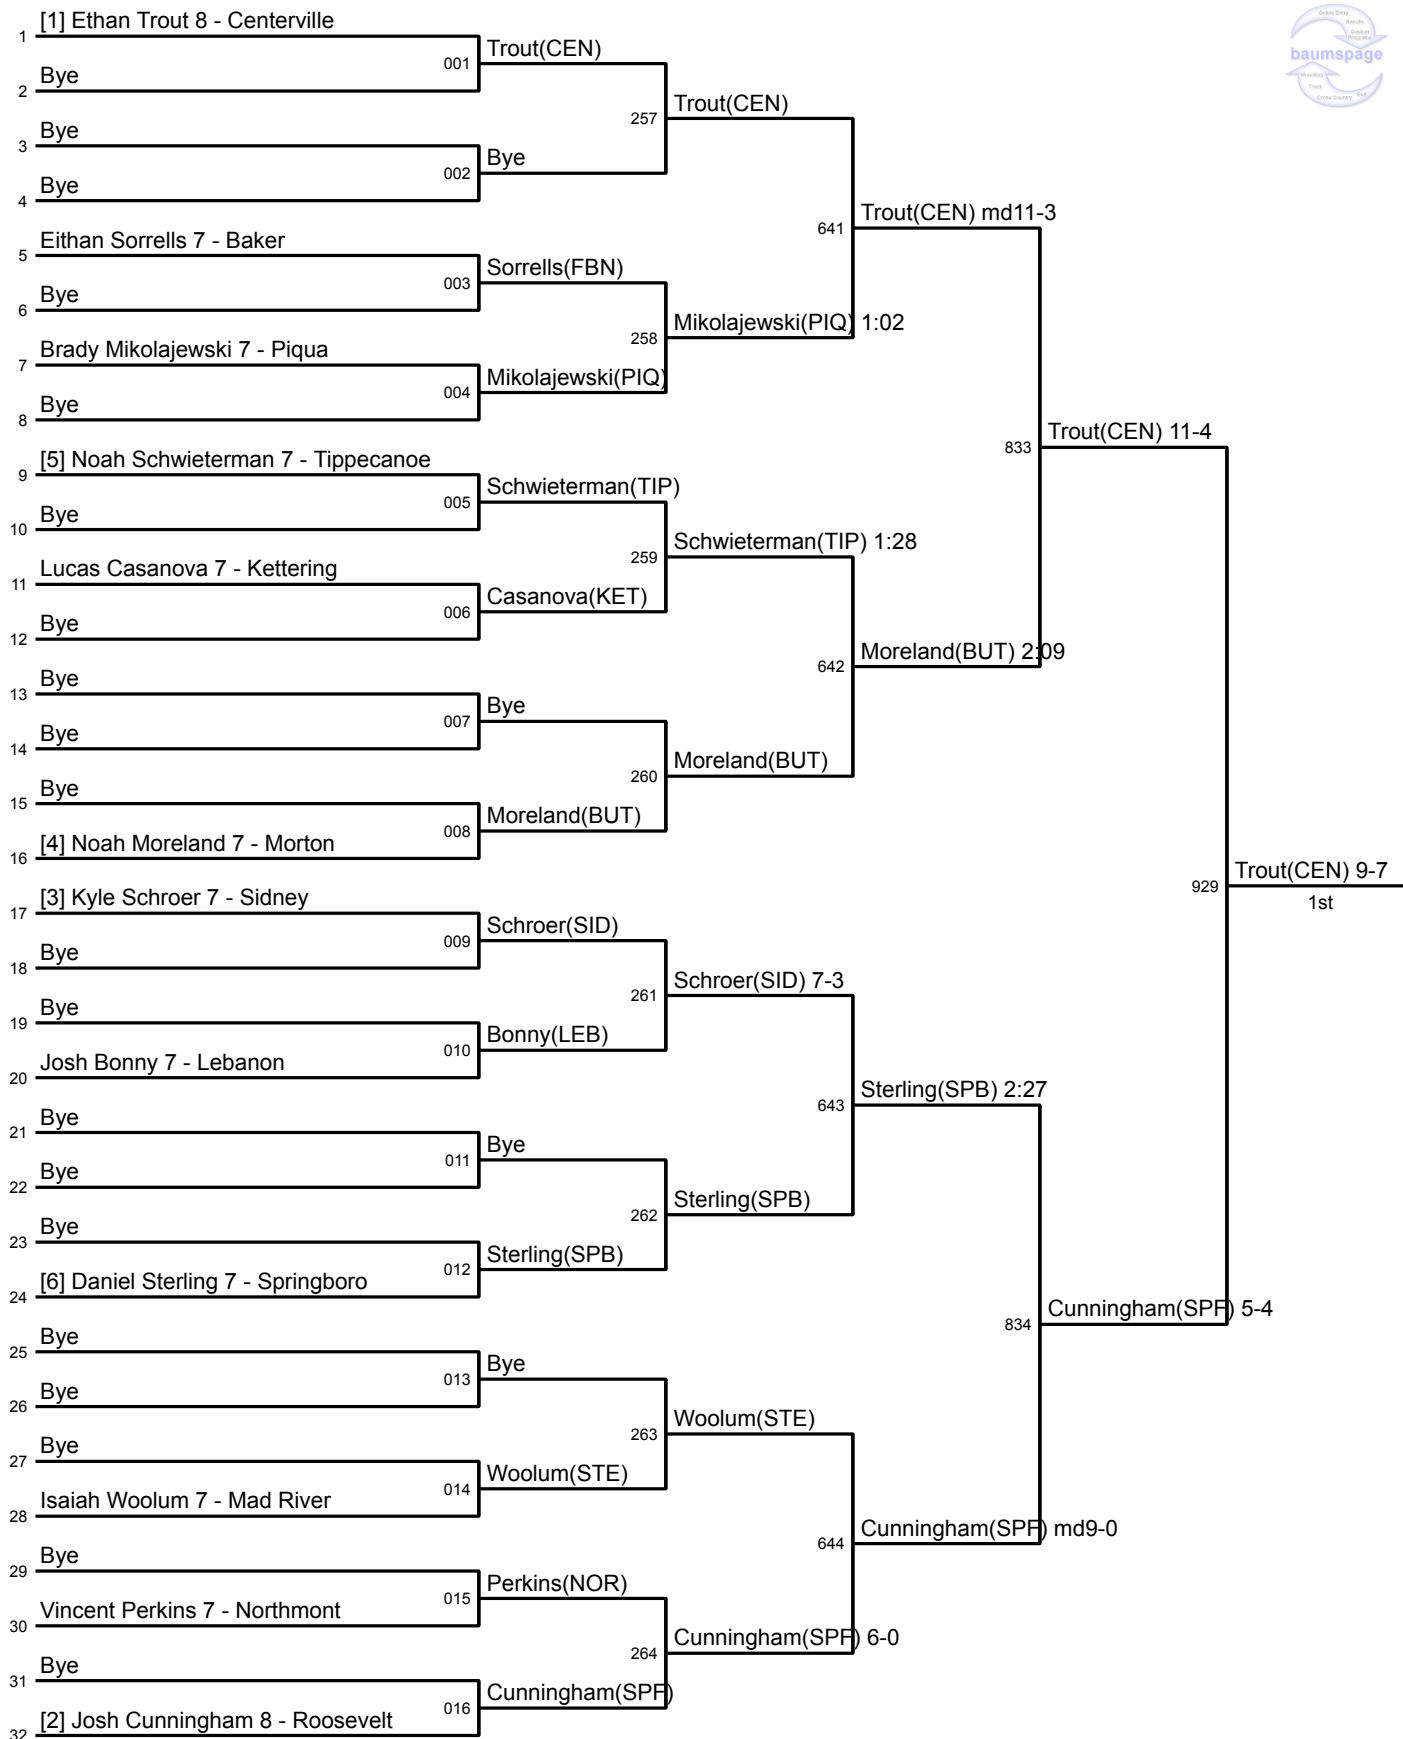 [1] Ethan Trout 8 - Centerville
1
Bye
2
Bye
3
Bye
4
Eithan Sorrells 7 - Baker
5
Bye
6
Brady Mikolajewski 7 - Piqua
7
Bye
8
[5] Noah Schwieterman 7 - Tippecanoe
9
Bye
10
Lucas Casanova 7 - Kettering
11
Bye
12
Bye
13
Bye
14
Bye
15
[4] Noah Moreland 7 - Morton
16
[3] Kyle Schroer 7 - Sidney
17
Bye
18
Bye
19
Josh Bonny 7 - Lebanon
20
Bye
21
Bye
22
Bye
23
[6] Daniel Sterling 7 - Springboro
24
Bye
25
Bye
26
Bye
27
Isaiah Woolum 7 - Mad River
28
Bye
29
Vincent Perkins 7 - Northmont
30
Bye
31
[2] Josh Cunningham 8 - Roosevelt
32
Trout(CEN)
001
Bye
002
Sorrells(FBN)
003
Mikolajewski(PIQ)
004
Schwieterman(TIP)
005
Casanova(KET)
006
Bye
007
Moreland(BUT)
008
Schroer(SID)
009
Bonny(LEB)
010
Bye
011
Sterling(SPB)
012
Bye
013
Woolum(STE)
014
Perkins(NOR)
015
Cunningham(SPF)
016
Trout(CEN)
257
Mikolajewski(PIQ) 1:02
258
Schwieterman(TIP) 1:28
259
Moreland(BUT)
260
Schroer(SID) 7-3
261
Sterling(SPB)
262
Woolum(STE)
263
Cunningham(SPF) 6-0
264
Trout(CEN) md11-3
641
Moreland(BUT) 2:09
642
Sterling(SPB) 2:27
643
Cunningham(SPF) md9-0
644
Trout(CEN) 11-4
833
Cunningham(SPF) 5-4
834
Trout(CEN) 9-7
929
1st
Online Entry
Results
baumspage
Wrestling
Track
Cross Country
Golf